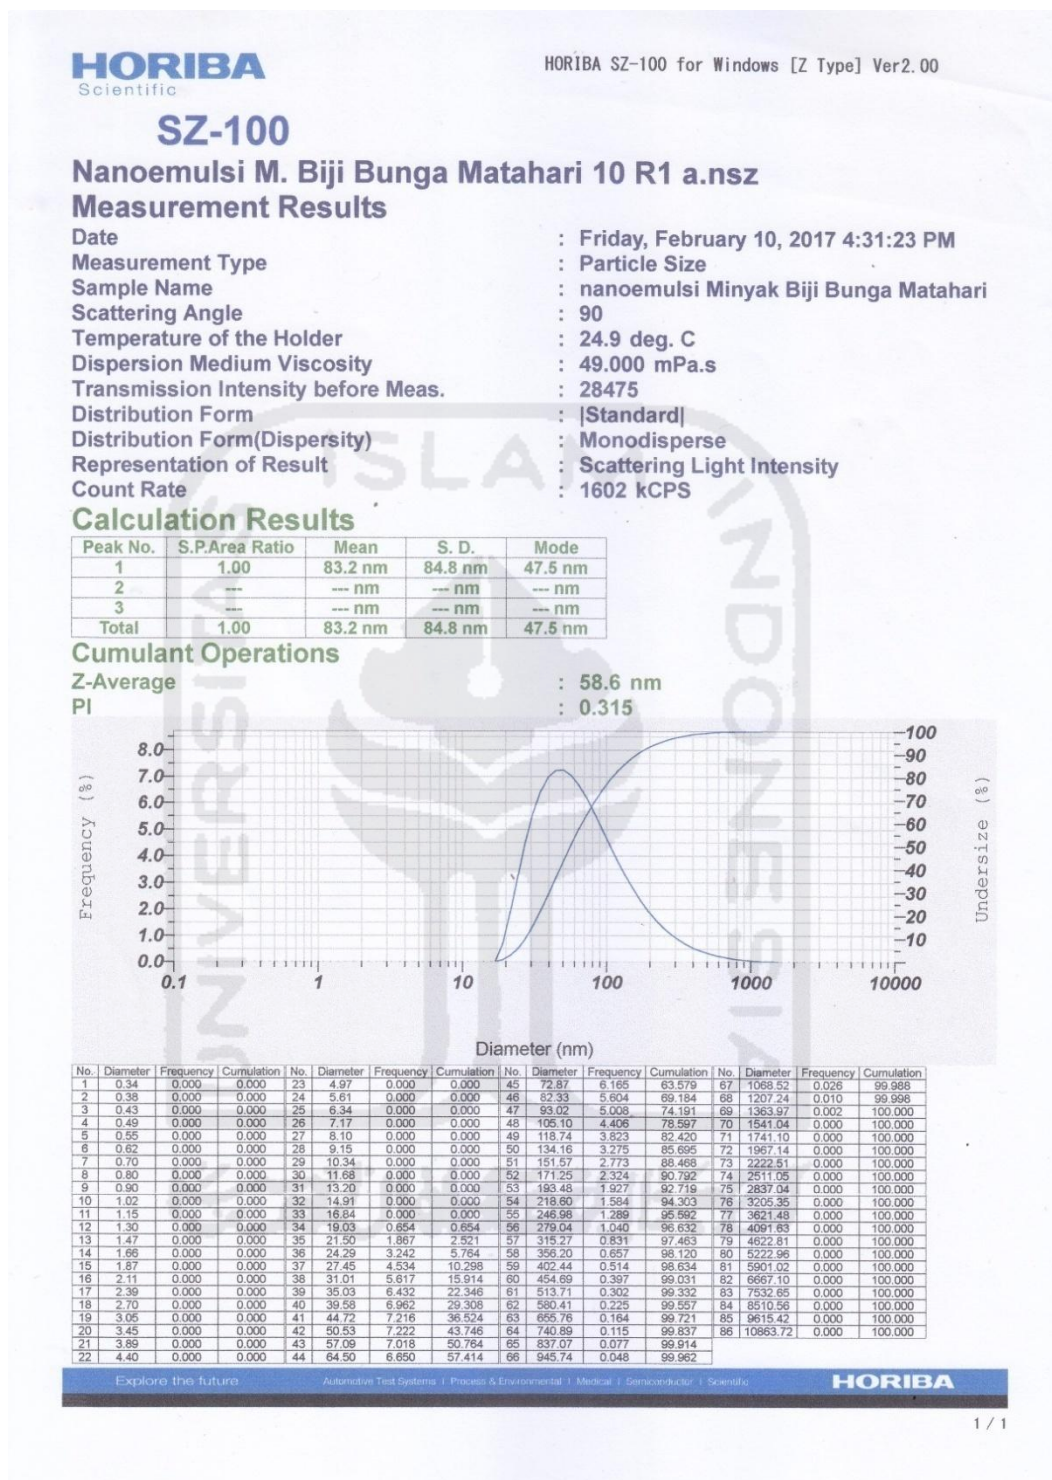 HORIBA
Scientific
HORIBA SZ-100 for Windows [Z Type] Ver2.00
SZ-100
Nanoemulsi M. Biji Bunga Matahari 10 R1 a.nsz
Measurement Results
Date : Friday, February 10, 2017 4:31:23 PM
Measurement Type : Particle Size
Sample Name : nanoemulsi Minyak Biji Bunga Matahari
Scattering Angle : 90
Temperature of the Holder : 24.9 deg. C
Dispersion Medium Viscosity : 49.000 mPa.s
Transmission Intensity before Meas. : 28475
Distribution Form : |Standard|
Distribution Form(Dispersity) : Monodisperse
Representation of Result : Scattering Light Intensity
Count Rate : 1602 kCPS
Calculation Results
Peak No. S.P.Area Ratio Mean S. D. Mode
1 1.00 83.2 nm 84.8 nm 47.5 nm
2 --- --- nm --- nm --- nm
3 --- --- nm --- nm --- nm
Total 1.00 83.2 nm 84.8 nm 47.5 nm
Cumulant Operations
Z-Average : 58.6 nm
PI : 0.315
Frequency (%)
8.0
7.0
6.0
5.0
4.0
3.0
2.0
1.0
0.0
100
90
80
70
60
50
40
30
20
10
Undersize (%)
0.1 1 10 100 1000 10000
Diameter (nm)
No. Diameter Frequency Cumulation No. Diameter Frequency Cumulation No. Diameter Frequency Cumulation No. Diameter Frequency Cumulation
1 0.34 0.000 0.000 23 4.97 0.000 0.000 45 72.87 6.165 63.579 67 1068.52 0.026 99.988
2 0.38 0.000 0.000 24 5.61 0.000 0.000 46 82.33 5.604 69.184 68 1207.24 0.010 99.998
3 0.43 0.000 0.000 25 6.34 0.000 0.000 47 93.02 5.008 74.191 69 1363.97 0.002 100.000
4 0.49 0.000 0.000 26 7.17 0.000 0.000 48 105.10 4.406 78.597 70 1541.04 0.000 100.000
5 0.55 0.000 0.000 27 8.10 0.000 0.000 49 118.74 3.823 82.420 71 1741.10 0.000 100.000
6 0.62 0.000 0.000 28 9.15 0.000 0.000 50 134.16 3.275 85.695 72 1967.14 0.000 100.000
7 0.70 0.000 0.000 29 10.34 0.000 0.000 51 151.57 2.773 88.468 73 2222.51 0.000 100.000
8 0.80 0.000 0.000 30 11.68 0.000 0.000 52 171.25 2.324 90.792 74 2511.05 0.000 100.000
9 0.90 0.000 0.000 31 13.20 0.000 0.000 53 193.48 1.927 92.719 75 2837.04 0.000 100.000
10 1.02 0.000 0.000 32 14.91 0.000 0.000 54 218.60 1.584 94.303 76 3205.35 0.000 100.000
11 1.15 0.000 0.000 33 16.84 0.000 0.000 55 246.98 1.289 95.592 77 3621.48 0.000 100.000
12 1.30 0.000 0.000 34 19.03 0.654 0.654 56 279.04 1.040 96.632 78 4091.63 0.000 100.000
13 1.47 0.000 0.000 35 21.50 1.867 2.521 57 315.27 0.831 97.463 79 4622.81 0.000 100.000
14 1.66 0.000 0.000 36 24.29 3.242 5.764 58 356.20 0.657 98.120 80 5222.96 0.000 100.000
15 1.87 0.000 0.000 37 27.45 4.534 10.298 59 402.44 0.514 98.634 81 5901.02 0.000 100.000
16 2.11 0.000 0.000 38 31.01 5.617 15.914 60 454.69 0.397 99.031 82 6667.10 0.000 100.000
17 2.39 0.000 0.000 39 35.03 6.432 22.346 61 513.71 0.302 99.332 83 7532.65 0.000 100.000
18 2.70 0.000 0.000 40 39.58 6.962 29.308 62 580.41 0.225 99.557 84 8510.56 0.000 100.000
19 3.05 0.000 0.000 41 44.72 7.216 36.524 63 655.76 0.164 99.721 85 9615.42 0.000 100.000
20 3.45 0.000 0.000 42 50.53 7.222 43.746 64 740.89 0.115 99.837 86 10863.72 0.000 100.000
21 3.89 0.000 0.000 43 57.09 7.018 50.764 65 837.07 0.077 99.914
22 4.40 0.000 0.000 44 64.50 6.650 57.414 66 945.74 0.048 99.962
Explore the future Automotive Test Systems | Process & Environmental | Medical | Semiconductor | Scientific HORIBA
1 / 1
UNIVERSITAS ISLAM INDONESIA